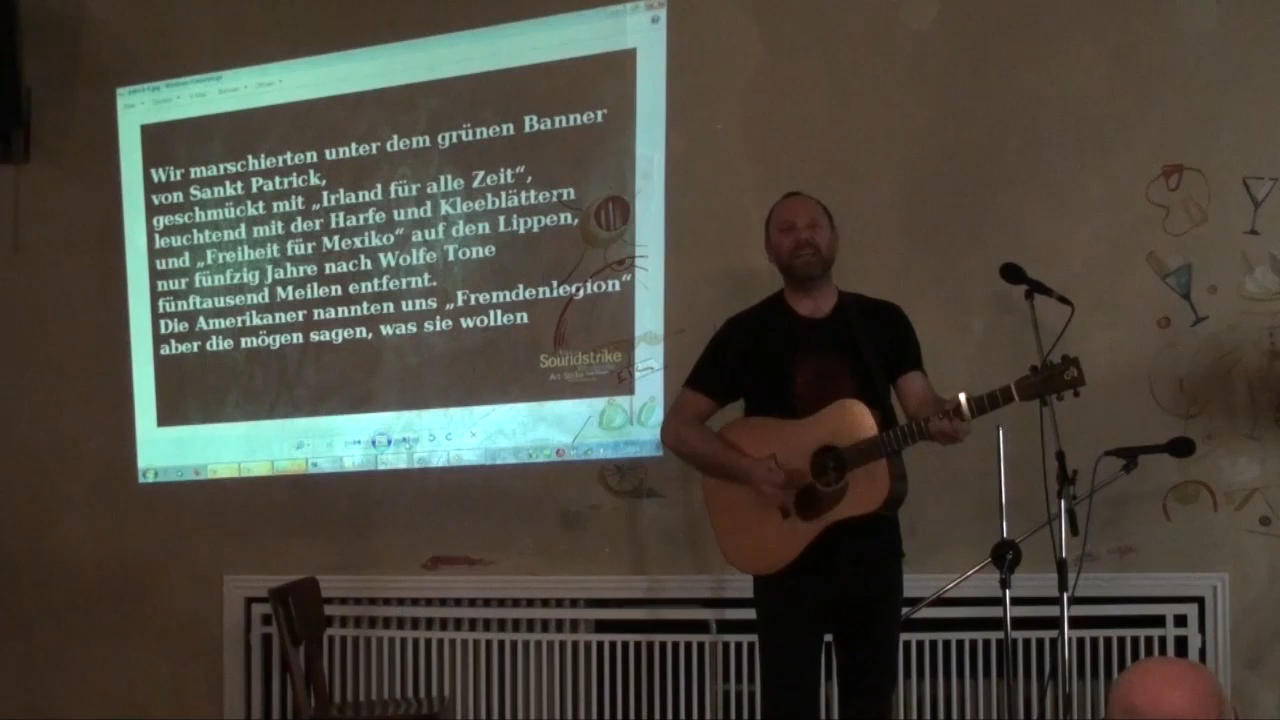 Wir marschierten unter dem grünen Banner
von Sankt Patrick,
geschmückt mit „Irland für alle Zeit“,
leuchtend mit der Harfe und Kleeblättern
und „Freiheit für Mexiko“ auf den Lippen,
nur fünfzig Jahre nach Wolfe Tone
fünftausend Meilen entfernt.
Die Amerikaner nannten uns „Fremdenlegion“
aber die mögen sagen, was sie wollen
Soundstrike